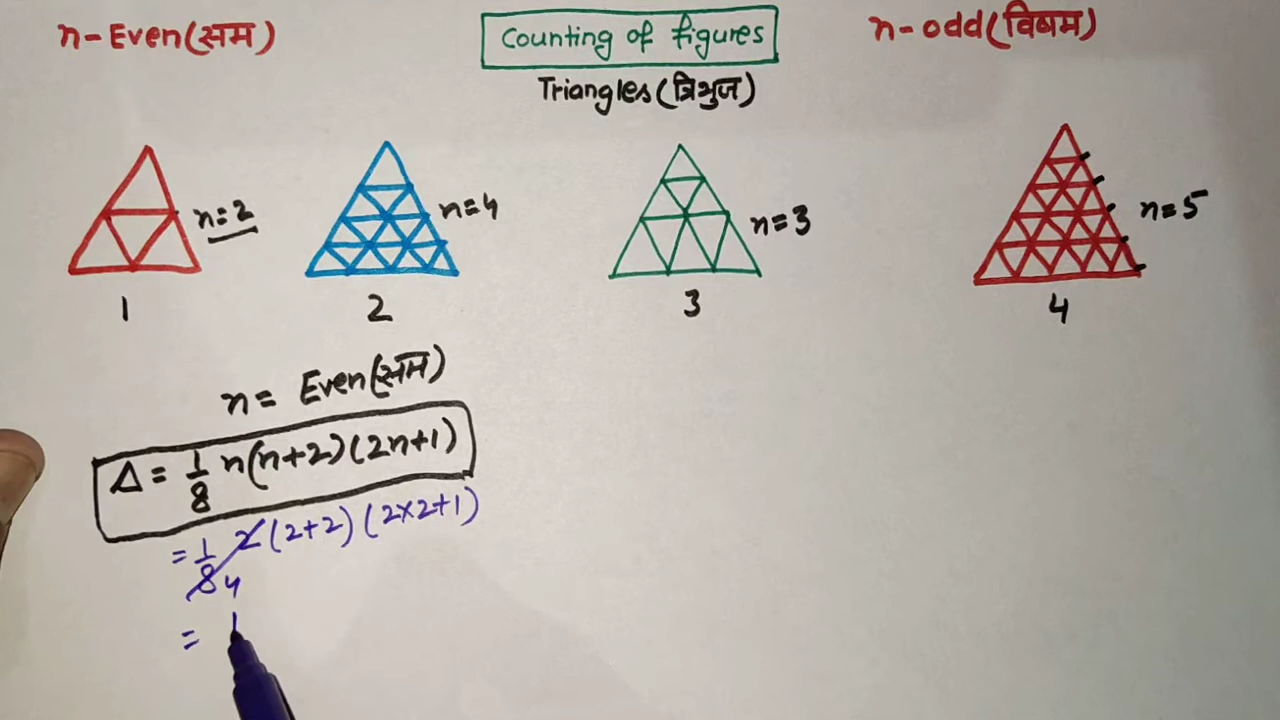 n-Even(सम)
Counting of figures
n-odd(विषम)
Triangles(त्रिभुज)
n=2
n=4
n=3
n=5
1
2
3
4
n= Even(सम)
Δ= 1/8 n(n+2)(2n+1)
= 1/8 2(2+2)(2×2+1)
4
= 1